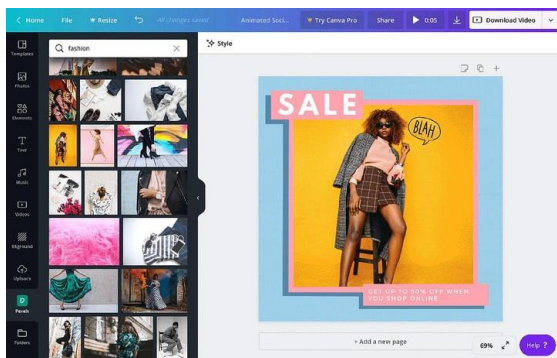 Home
File
Resize
All changes saved
Animated Soci...
Try Canva Pro
Share
0:05
Download Video
Templates
Photos
Elements
Text
Music
Videos
Bkground
Uploads
Pexels
Folders
fashion
Style
SALE
BLAH
GET UP TO 50% OFF WHEN
YOU SHOP ONLINE
+ Add a new page
69%
Help ?